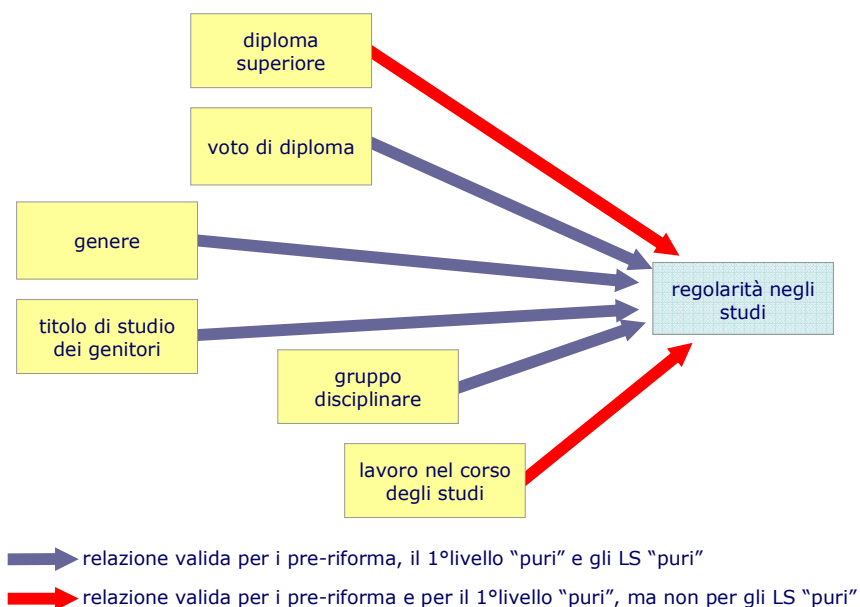 diploma
superiore
voto di diploma
genere
regolarità negli
studi
titolo di studio
dei genitori
gruppo
disciplinare
lavoro nel corso
degli studi
relazione valida per i pre-riforma, il 1°livello “puri” e gli LS “puri”
relazione valida per i pre-riforma e per il 1°livello “puri”, ma non per gli LS “puri”